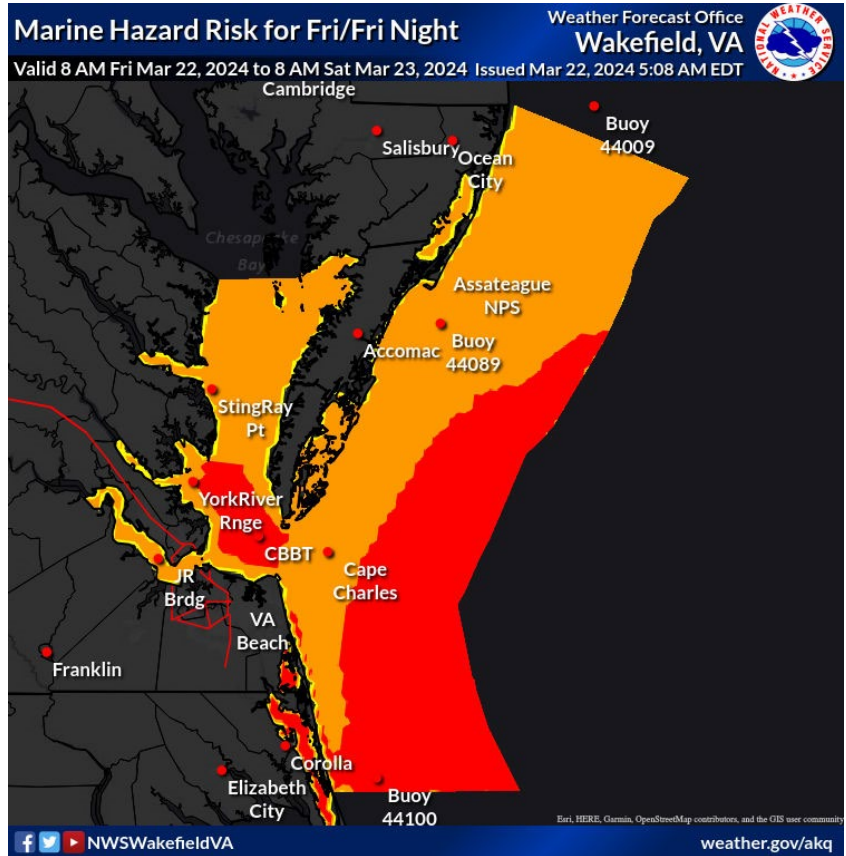 Marine Hazard Risk for Fri/Fri Night
Weather Forecast Office
Wakefield, VA
Valid 8 AM Fri Mar 22, 2024 to 8 AM Sat Mar 23, 2024 Issued Mar 22, 2024 5:08 AM EDT
NATIONAL WEATHER SERVICE
Cambridge
Salisbury
Ocean
City
Buoy
44009
Chesapeake
Bay
Assateague
NPS
Accomac
Buoy
44089
StingRay
Pt
YorkRiver
Rnge
CBBT
Cape
Charles
JR
Brdg
VA
Beach
Franklin
Corolla
Elizabeth
City
Buoy
44100
Esri, HERE, Garmin, OpenStreetMap contributors, and the GIS user community
NWSWakefieldVA
weather.gov/akq